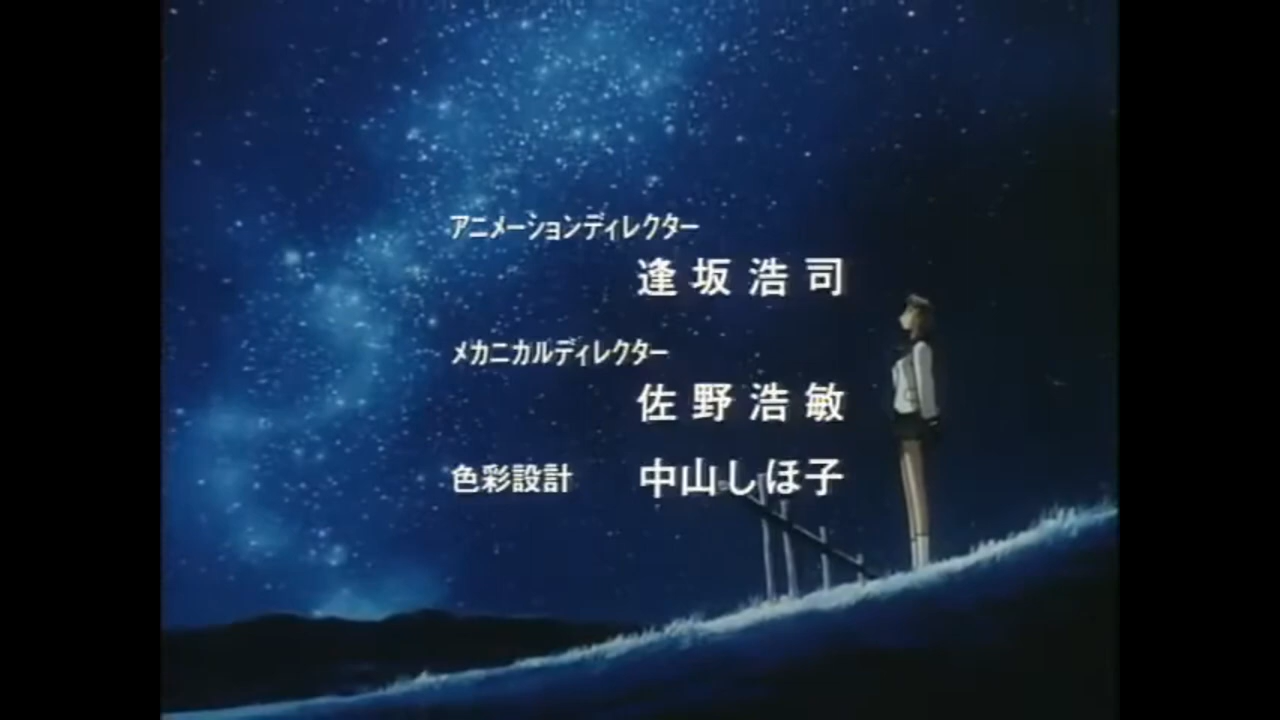 アニメーションディレクター
逢坂浩司
メカニカルディレクター
佐野浩敏
色彩設計 中山しほ子